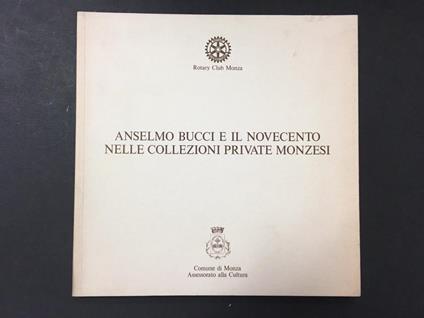 Rotary Club Monza
ANSELMO BUCCI E IL NOVECENTO
NELLE COLLEZIONI PRIVATE MONZESI
Comune di Monza
Assessorato alla Cultura